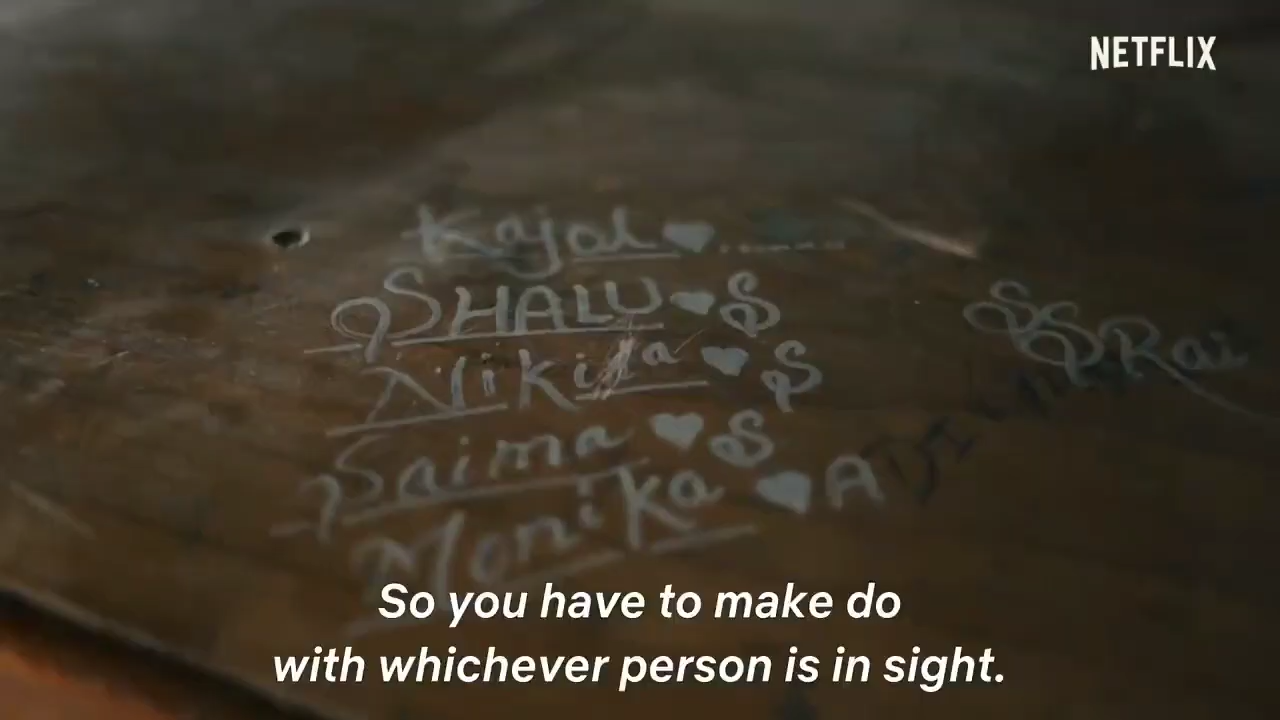 NETFLIX
Kajal ♥ .......
SHALU ♥ S
Nikita ♥ S
Saima ♥ S
Monika ♥ A
SS Rai
So you have to make do
with whichever person is in sight.